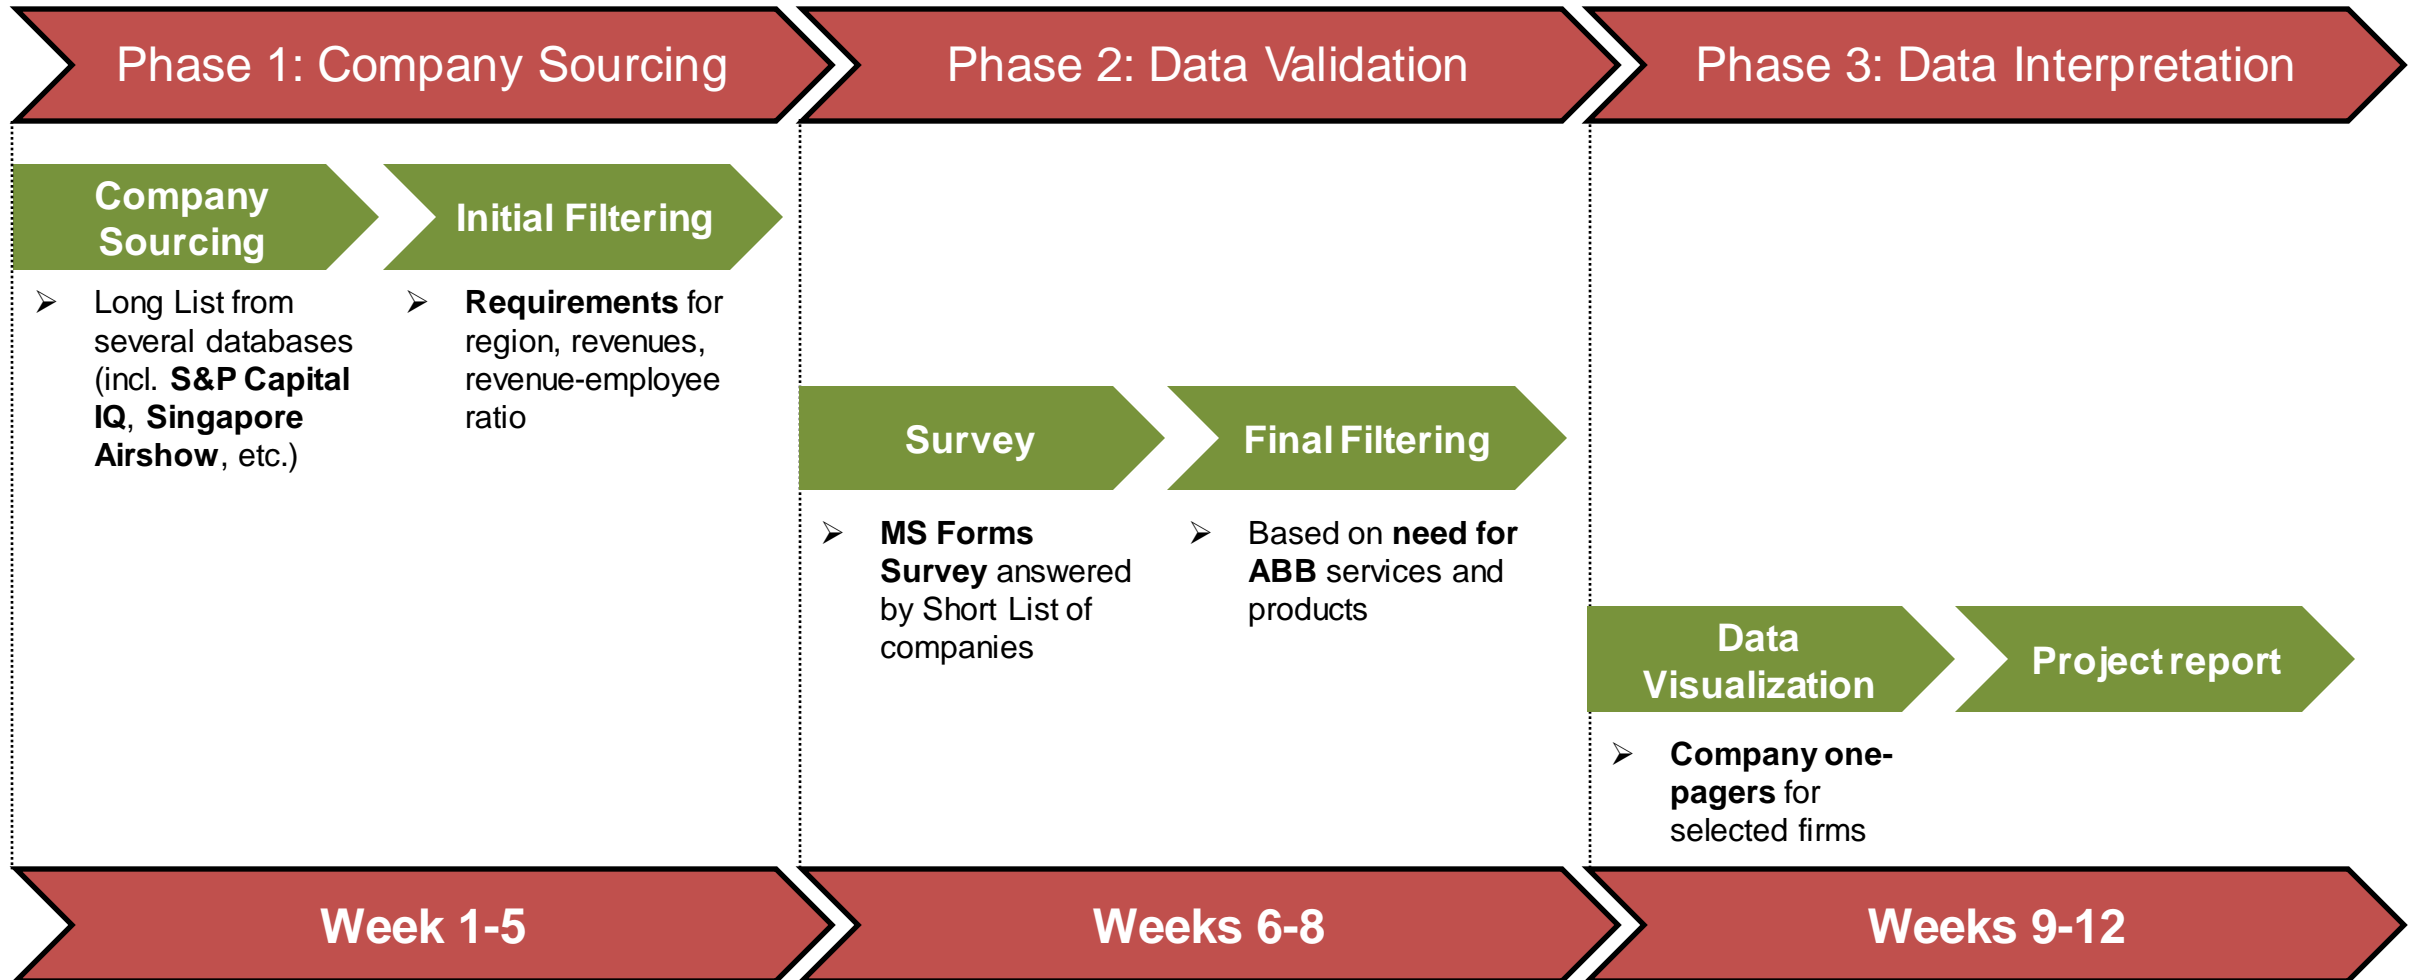 Phase 1: Company Sourcing
Phase 2: Data Validation
Phase 3: Data Interpretation
Company
Sourcing
Initial Filtering
➢ Long List from
several databases
(incl. S&P Capital
IQ, Singapore
Airshow, etc.)
➢ Requirements for
region, revenues,
revenue-employee
ratio
Survey
Final Filtering
➢ MS Forms
Survey answered
by Short List of
companies
➢ Based on need for
ABB services and
products
Data
Visualization
Project report
➢ Company one-
pagers for
selected firms
Week 1-5
Weeks 6-8
Weeks 9-12